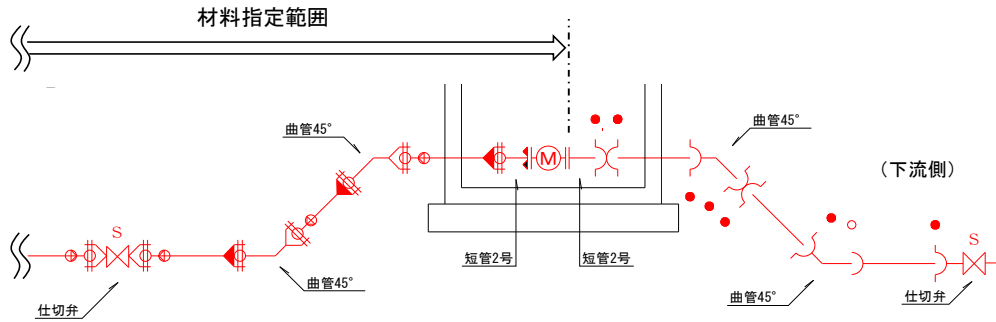 材料指定範囲
曲管45°
曲管45°
M
(下流側)
S
S
短管2号
短管2号
曲管45°
曲管45°
仕切弁
仕切弁